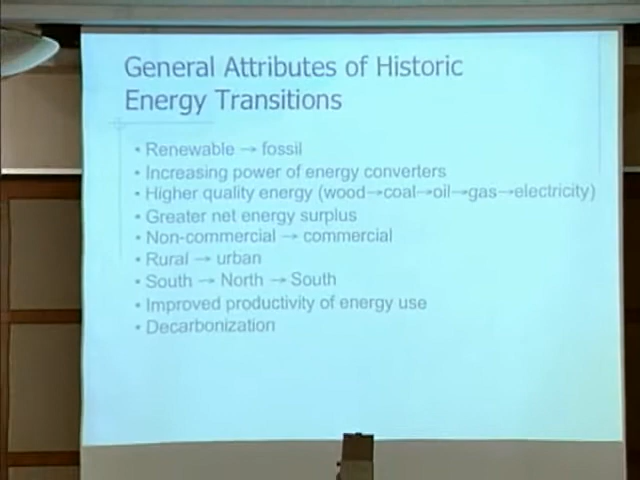 General Attributes of Historic
Energy Transitions
• Renewable → fossil
• Increasing power of energy converters
• Higher quality energy (wood→coal→oil→gas→electricity)
• Greater net energy surplus
• Non-commercial → commercial
• Rural → urban
• South → North → South
• Improved productivity of energy use
• Decarbonization